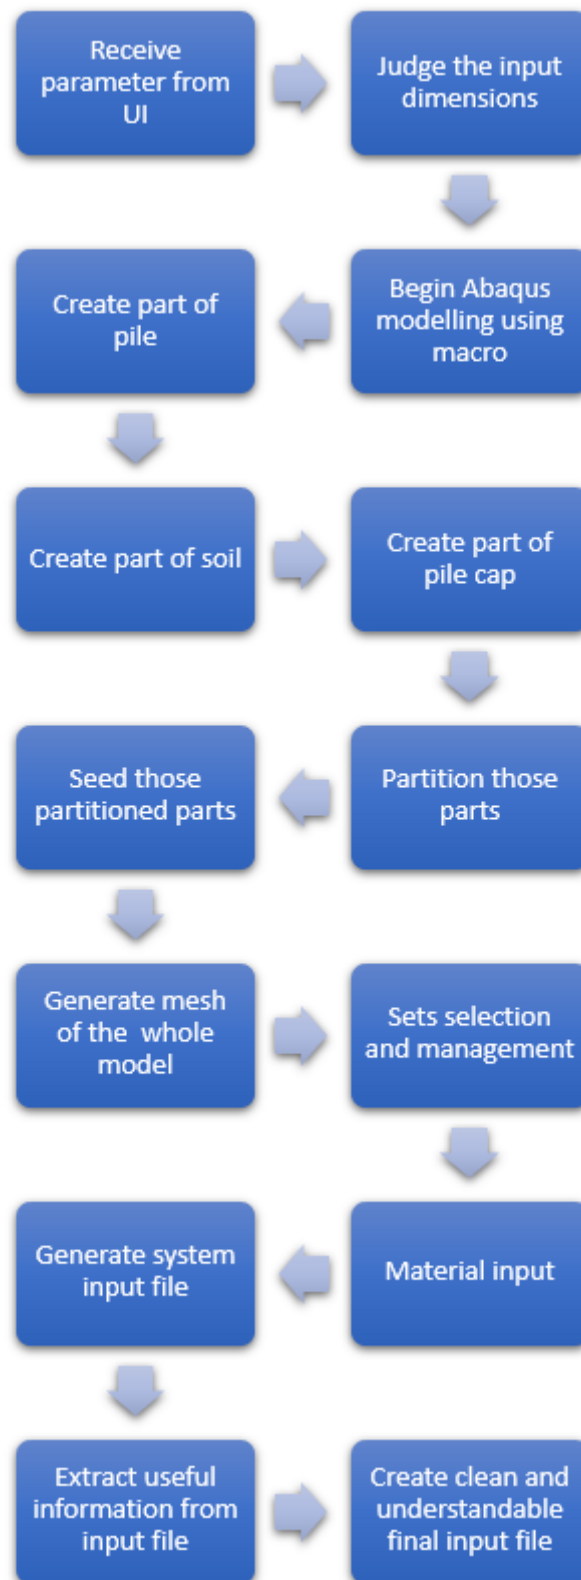 Receive
parameter from
UI
Judge the input
dimensions
Begin Abaqus
modelling using
macro
Create part of
pile
Create part of soil
Create part of
pile cap
Partition those
parts
Seed those
partitioned parts
Generate mesh
of the whole
model
Sets selection
and management
Material input
Generate system
input file
Extract useful
information from
input file
Create clean and
understandable
final input file